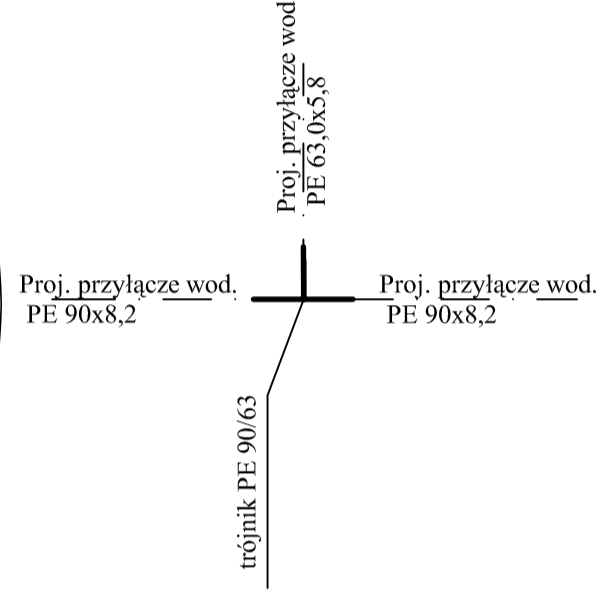 Proj. przyłącze wod
PE 63,0x5,8
Proj. przyłącze wod.
PE 90x8,2
Proj. przyłącze wod.
PE 90x8,2
trójnik PE 90/63